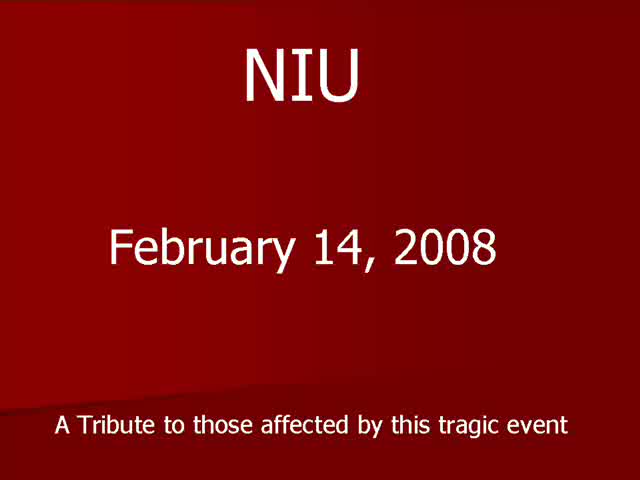 NIU
February 14, 2008
A Tribute to those affected by this tragic event